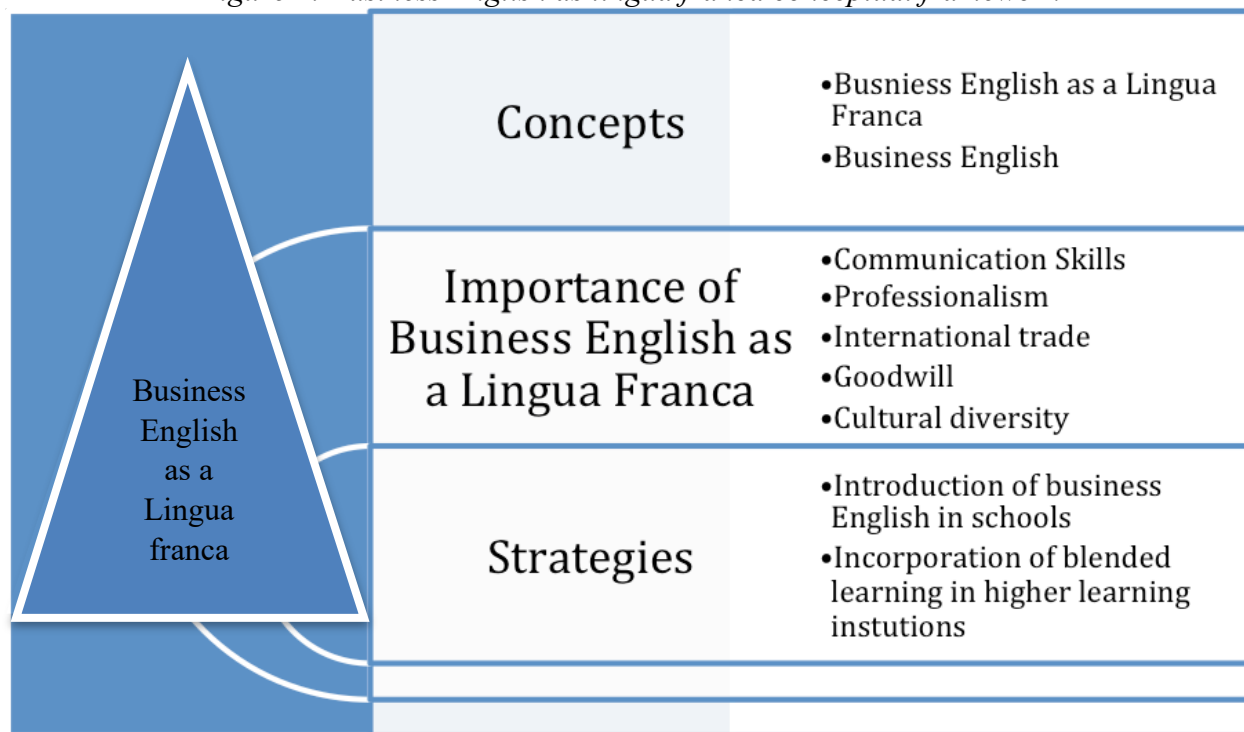 Business
English
as a
Lingua
franca
Concepts
•Busniess English as a Lingua
Franca
•Business English
Importance of
Business English as
a Lingua Franca
•Communication Skills
•Professionalism
•International trade
•Goodwill
•Cultural diversity
Strategies
•Introduction of business
English in schools
•Incorporation of blended
learning in higher learning
instutions